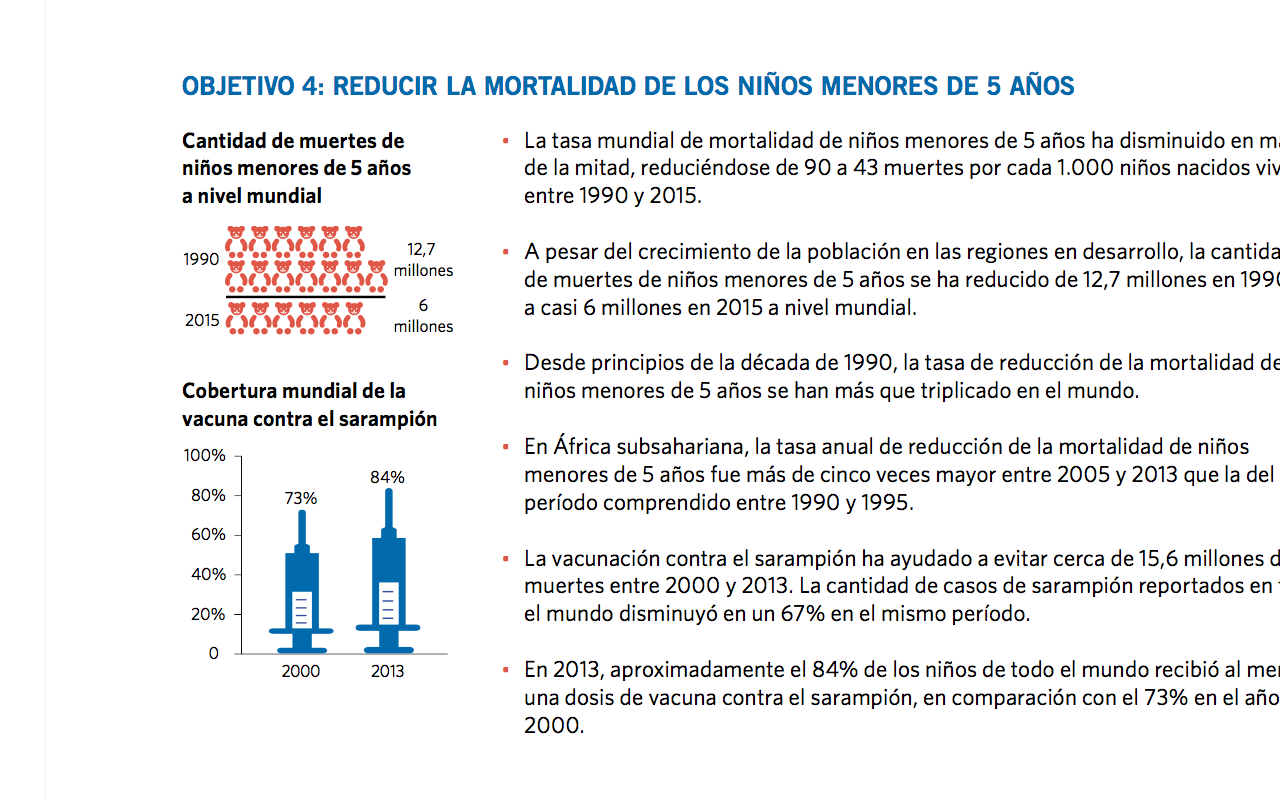 OBJETIVO 4: REDUCIR LA MORTALIDAD DE LOS NIÑOS MENORES DE 5 AÑOS
Cantidad de muertes de
niños menores de 5 años
a nivel mundial
1990
12,7
millones
2015
6
millones
Cobertura mundial de la
vacuna contra el sarampión
100%
80%
60%
40%
20%
0
73%
84%
2000
2013
• La tasa mundial de mortalidad de niños menores de 5 años ha disminuido en
de la mitad, reduciéndose de 90 a 43 muertes por cada 1.000 niños nacidos
entre 1990 y 2015.
• A pesar del crecimiento de la población en las regiones en desarrollo, la
de muertes de niños menores de 5 años se ha reducido de 12,7 millones en 1990
a casi 6 millones en 2015 a nivel mundial.
• Desde principios de la década de 1990, la tasa de reducción de la mortalidad de
niños menores de 5 años se han más que triplicado en el mundo.
• En África subsahariana, la tasa anual de reducción de la mortalidad de niños
menores de 5 años fue más de cinco veces mayor entre 2005 y 2013 que la del
período comprendido entre 1990 y 1995.
• La vacunación contra el sarampión ha ayudado a evitar cerca de 15,6 millones
muertes entre 2000 y 2013. La cantidad de casos de sarampión reportados en
el mundo disminuyó en un 67% en el mismo período.
• En 2013, aproximadamente el 84% de los niños de todo el mundo recibió al
una dosis de vacuna contra el sarampión, en comparación con el 73% en el año
2000.